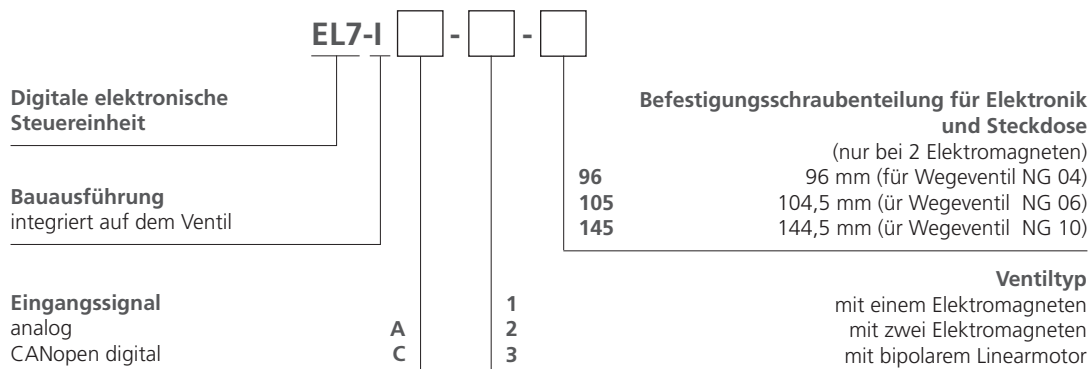 EL7-I - -
Digitale elektronische
Steuereinheit
Bauausführung
integriert auf dem Ventil
Eingangssignal
analog A
CANopen digital C
Befestigungsschraubenteilung für Elektronik
und Steckdose
(nur bei 2 Elektromagneten)
96 96 mm (für Wegeventil NG 04)
105 104,5 mm (ür Wegeventil NG 06)
145 144,5 mm (ür Wegeventil NG 10)
Ventiltyp
1 mit einem Elektromagneten
2 mit zwei Elektromagneten
3 mit bipolarem Linearmotor